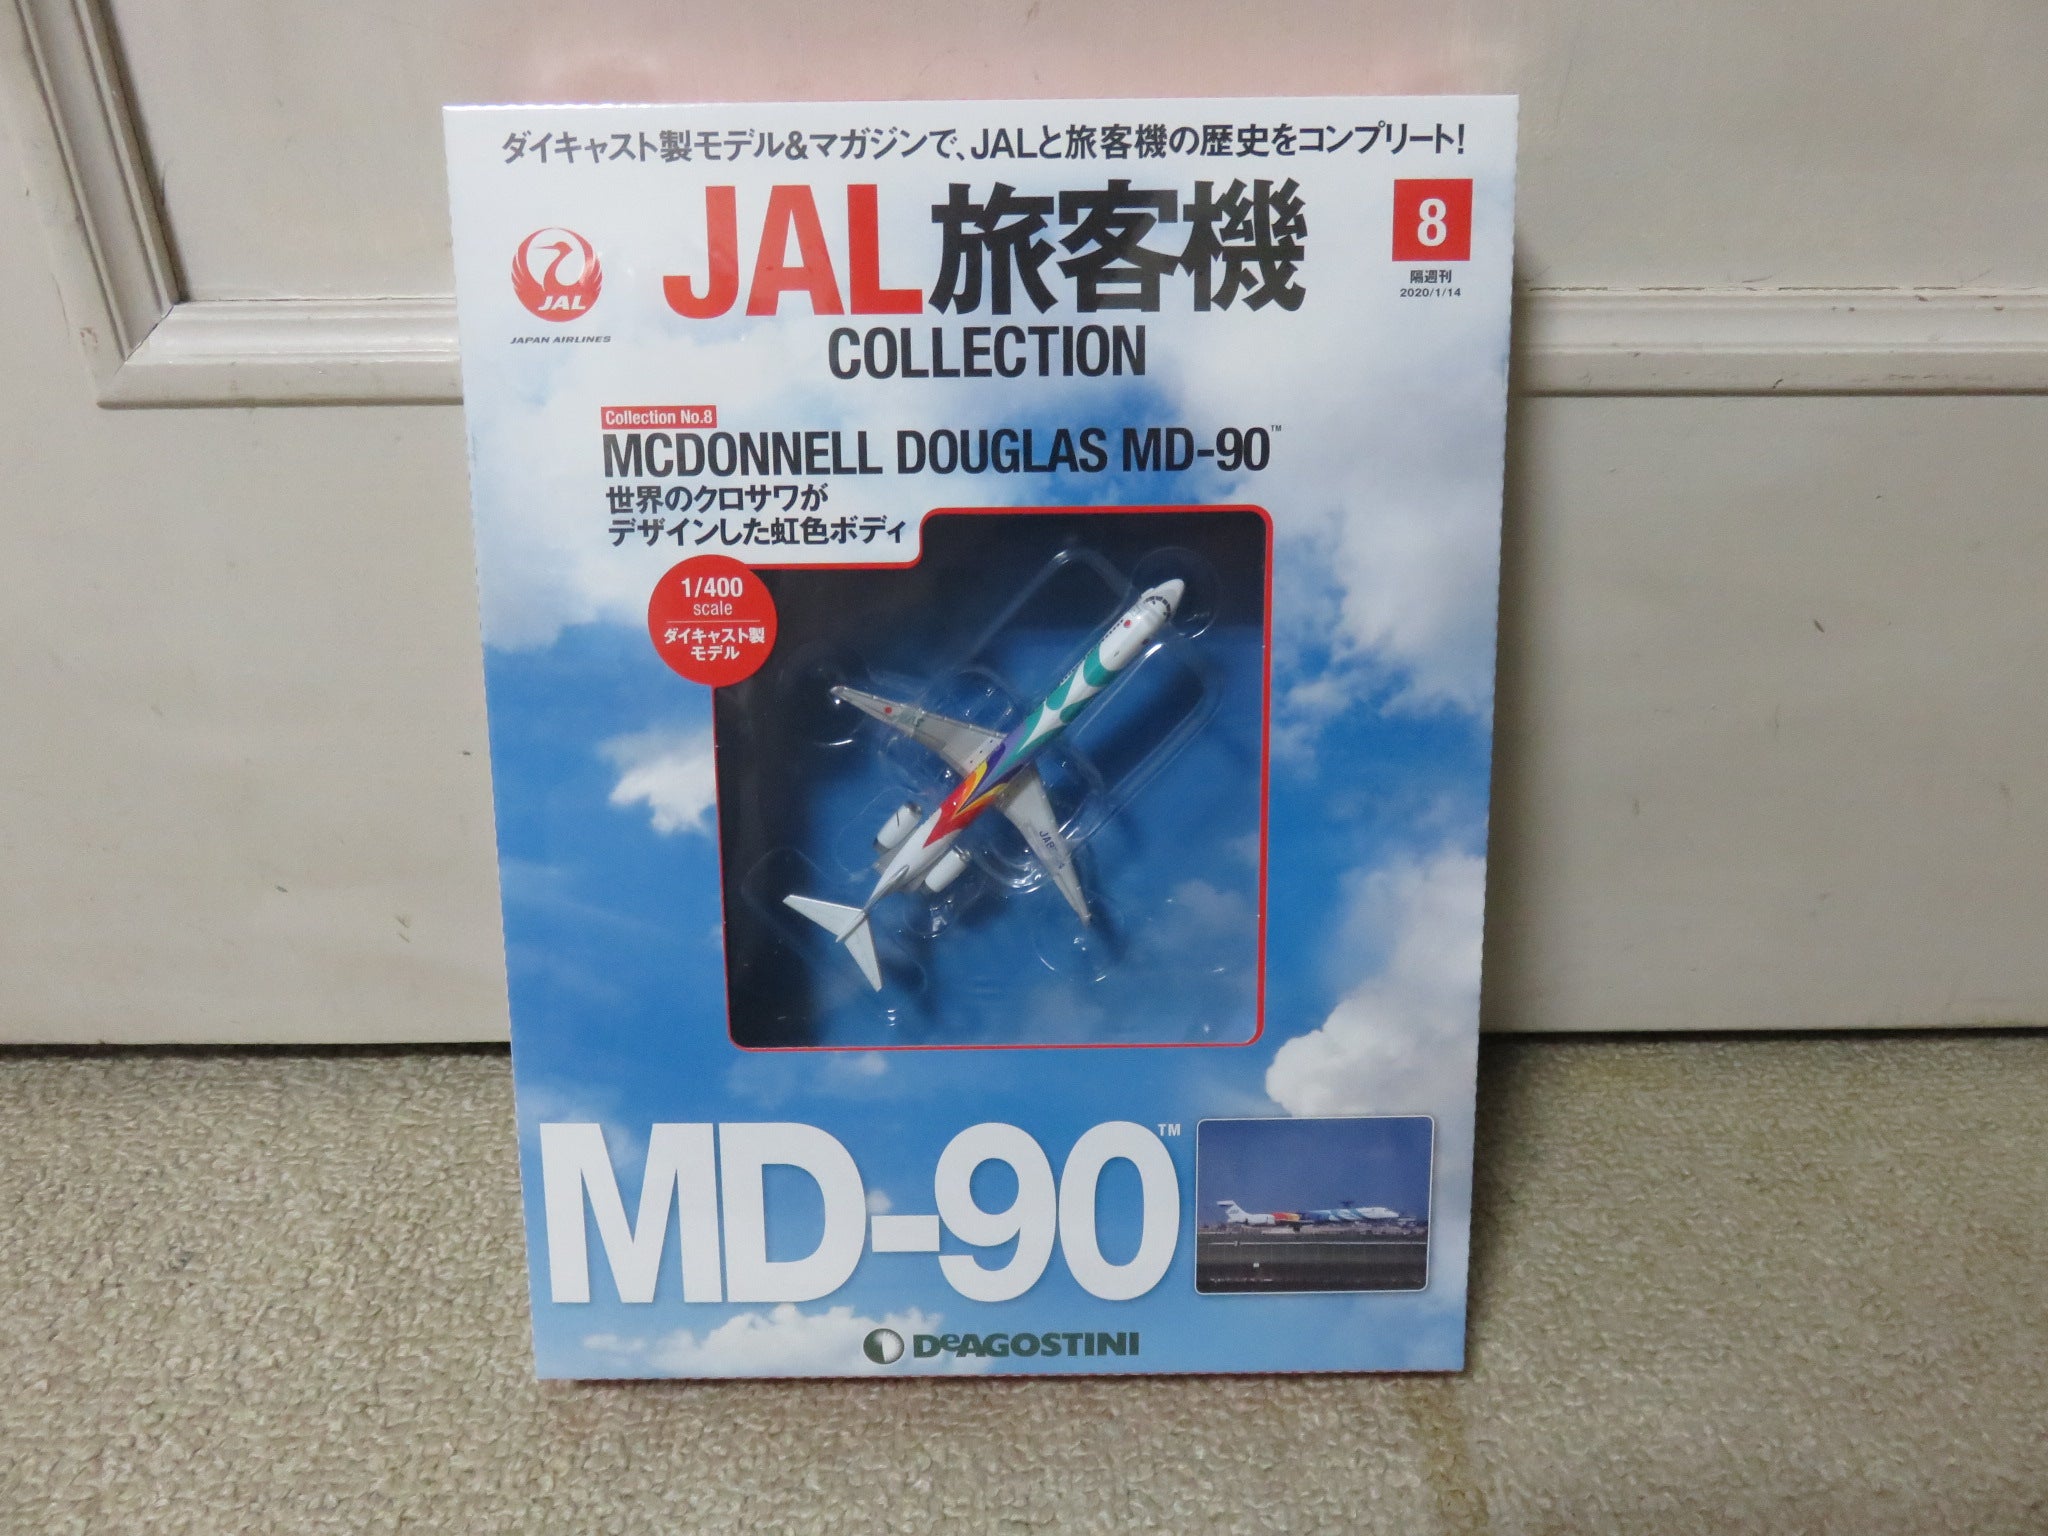 ダイキャスト製モデル&マガジンで、JALと旅客機の歴史をコンプリート!
JAL旅客機
COLLECTION
JAL
JAPAN AIRLINES
8
隔週刊
2020/1/14
Collection No.8
MCDONNELL DOUGLAS MD-90™
世界のクロサワが
デザインした虹色ボディ
1/400
scale
ダイキャスト製
モデル
MD-90™
DeAGOSTINI